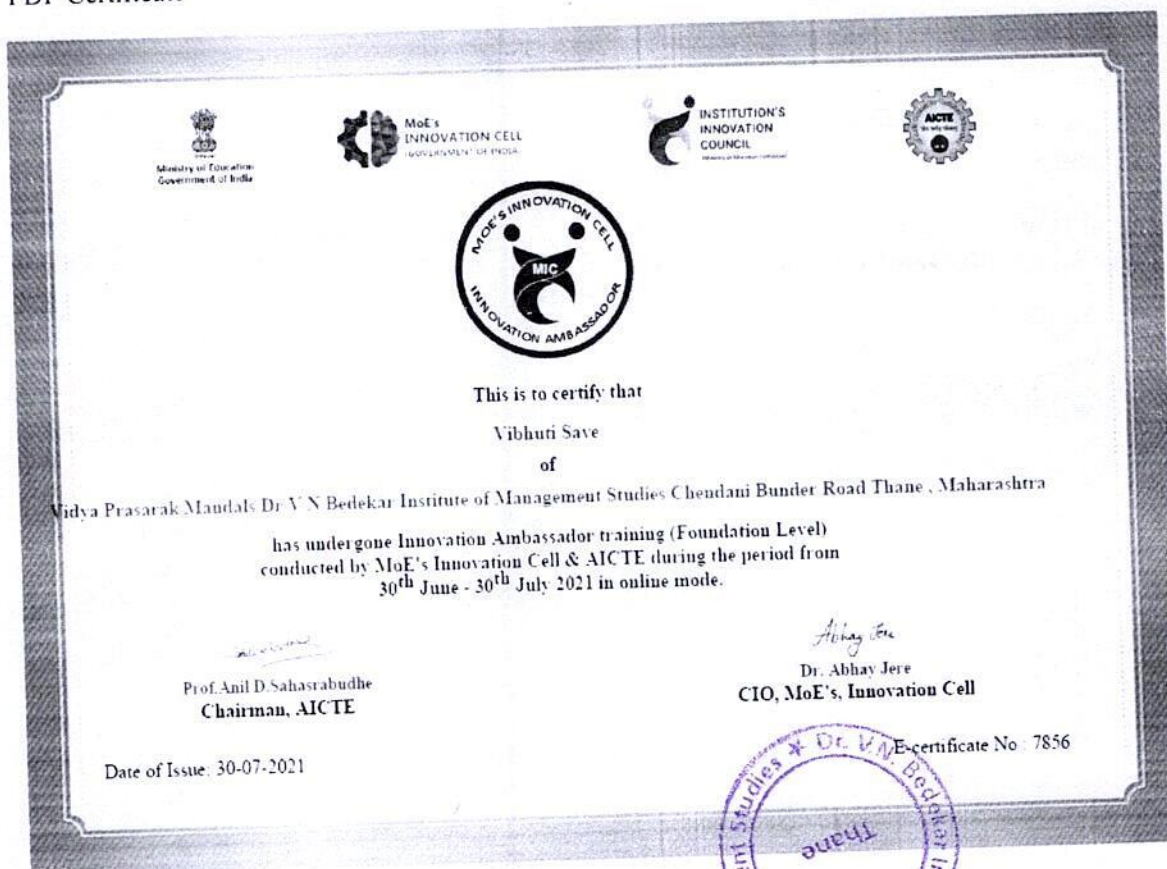 PDF Certificate
Ministry of Education
Government of India
MoE's
INNOVATION CELL
(GOVERNMENT OF INDIA)
INSTITUTION'S
INNOVATION
COUNCIL
AICTE
MOE'S INNOVATION CELL
MIC
INNOVATION AMBASSADOR
This is to certify that
Vibhuti Save
of
Vidya Prasarak Mandals Dr V N Bedekar Institute of Management Studies Chendani Bunder Road Thane , Maharashtra
has undergone Innovation Ambassador training (Foundation Level)
conducted by MoE's Innovation Cell & AICTE during the period from
30th June - 30th July 2021 in online mode.
Abhay Jere
Prof.Anil D.Sahasrabudhe
Chairman, AICTE
Dr. Abhay Jere
CIO, MoE's, Innovation Cell
Date of Issue: 30-07-2021
E-certificate No : 7856
Studies * Dr. V.N. Bedekar
Thane